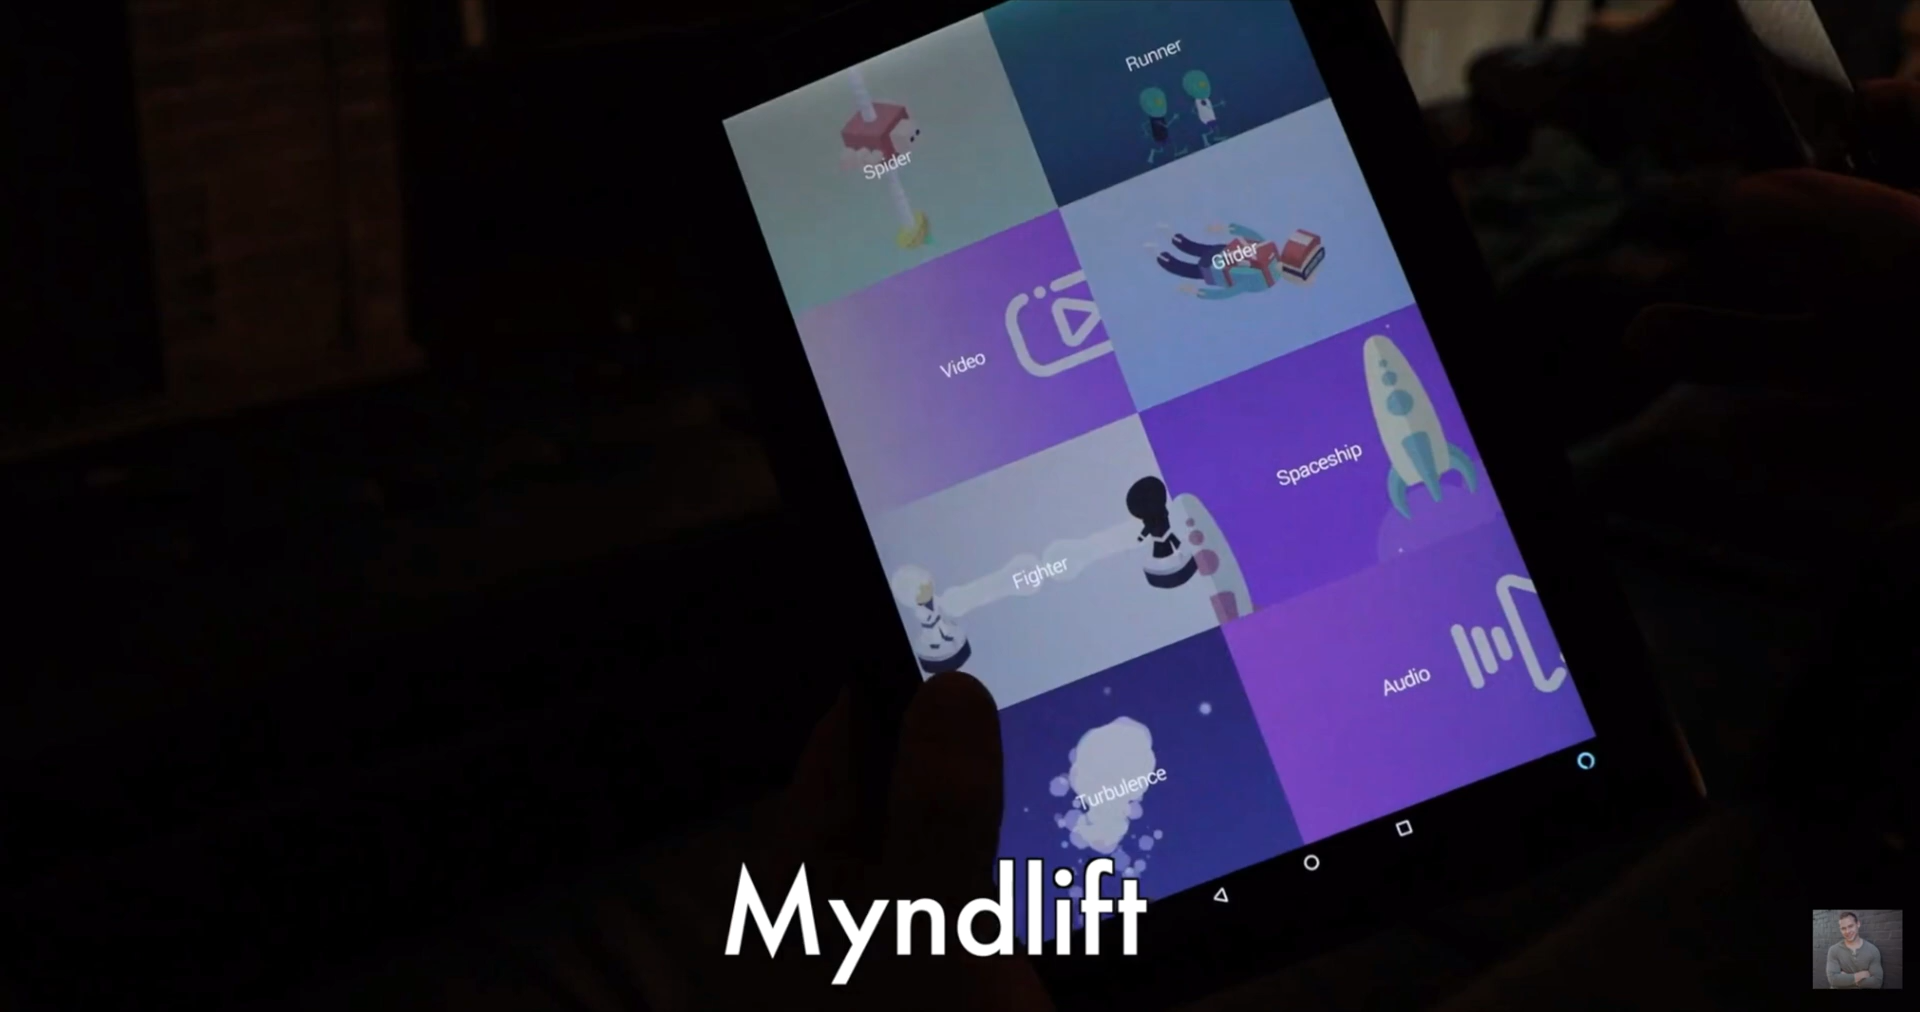 Runner
Spider
Glider
Video
Spaceship
Fighter
Audio
Turbulence
Myndlift